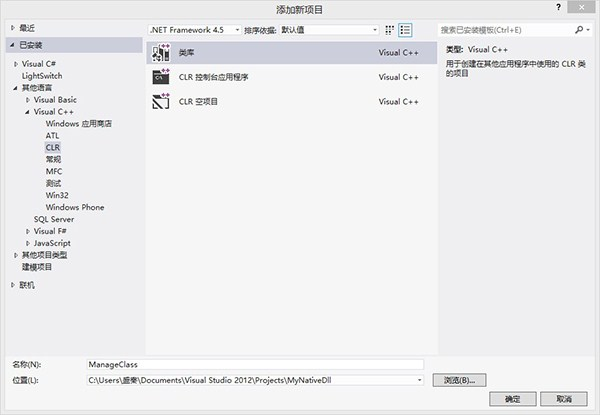 添加新项目
? ×
最近
已安装
Visual C#
LightSwitch
其他语言
Visual Basic
Visual C++
Windows 应用商店
ATL
CLR
常规
MFC
测试
Win32
Windows Phone
SQL Server
Visual F#
JavaScript
其他项目类型
建模项目
联机
.NET Framework 4.5 排序依据: 默认值
类库 Visual C++
CLR 控制台应用程序 Visual C++
CLR 空项目 Visual C++
搜索已安装模板(Ctrl+E)
类型: Visual C++
用于创建在其他应用程序中使用的 CLR 类
的项目
名称(N): ManageClass
位置(L): C:\Users\盛秦\Documents\Visual Studio 2012\Projects\MyNativeDll
浏览(B)...
确定 取消